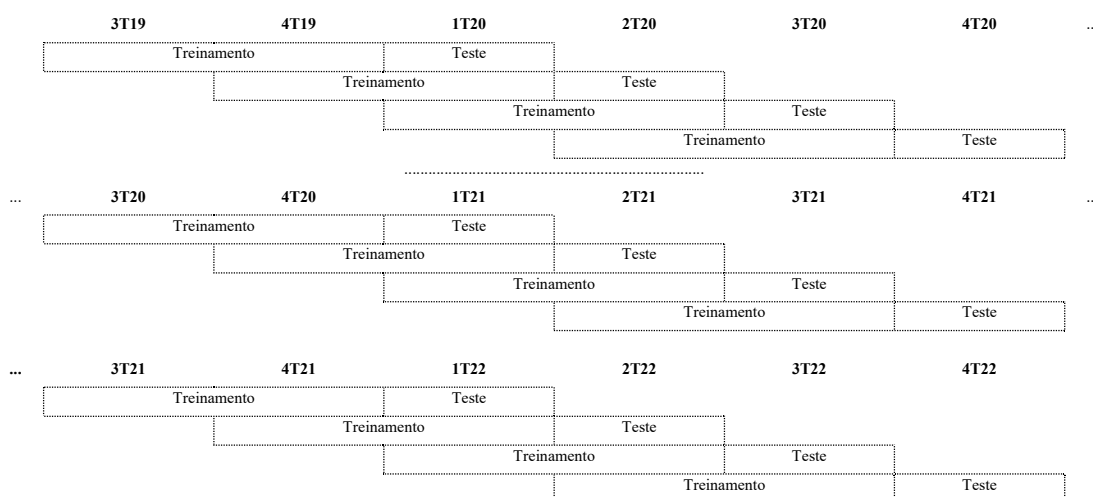 3T19 4T19 1T20 2T20 3T20 4T20 ..
Treinamento Teste
Treinamento Teste
Treinamento Teste
Treinamento Teste
... 3T20 4T20 1T21 2T21 3T21 4T21 ..
Treinamento Teste
Treinamento Teste
Treinamento Teste
Treinamento Teste
... 3T21 4T21 1T22 2T22 3T22 4T22
Treinamento Teste
Treinamento Teste
Treinamento Teste
Treinamento Teste